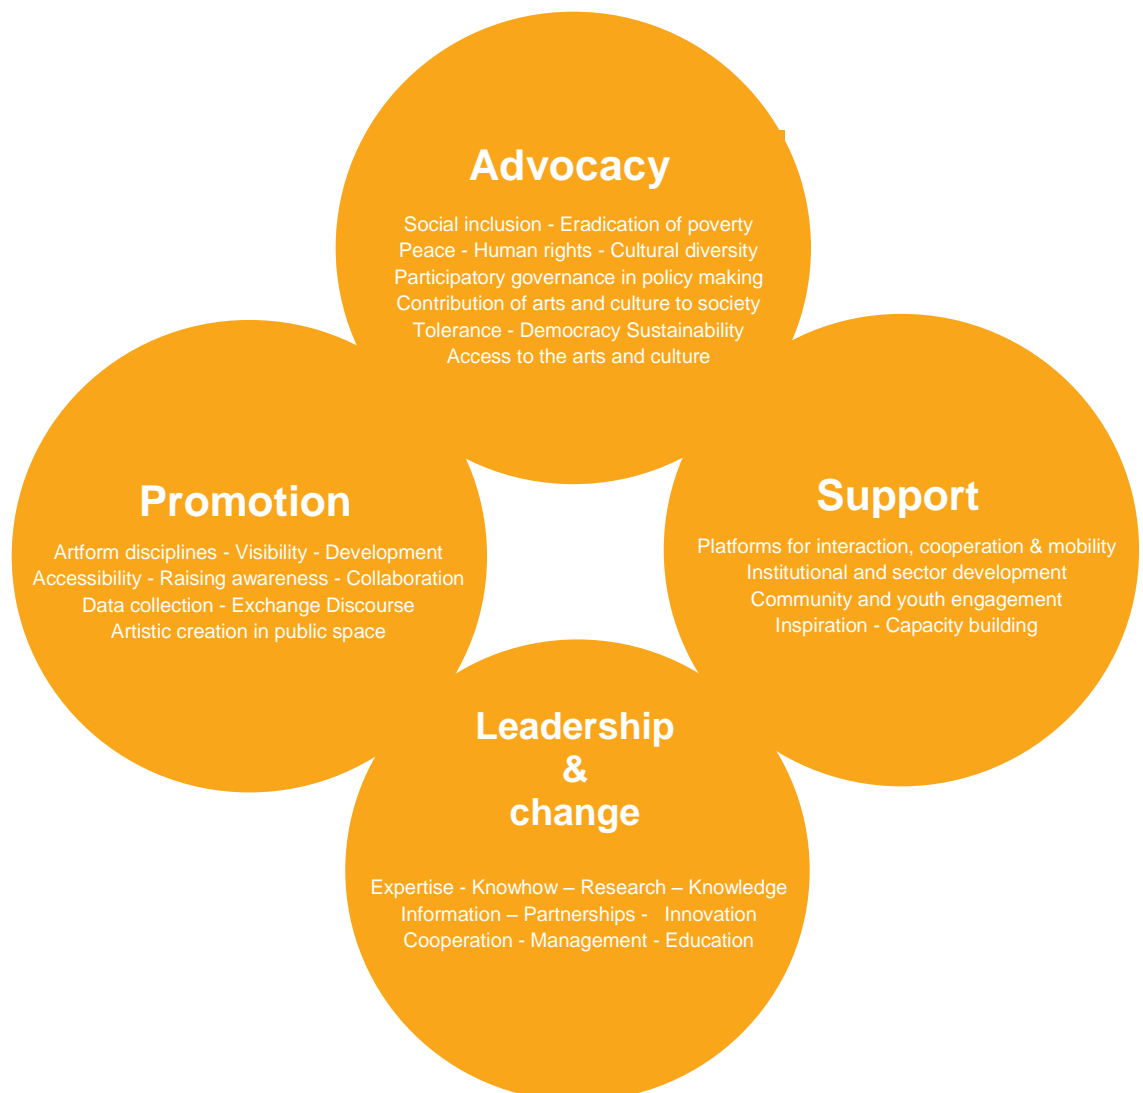 Advocacy
Social inclusion - Eradication of poverty
Peace - Human rights - Cultural diversity
Participatory governance in policy making
Contribution of arts and culture to society
Tolerance - Democracy Sustainability
Access to the arts and culture
Promotion
Artform disciplines - Visibility - Development
Accessibility - Raising awareness - Collaboration
Data collection - Exchange Discourse
Artistic creation in public space
Support
Platforms for interaction, cooperation & mobility
Institutional and sector development
Community and youth engagement
Inspiration - Capacity building
Leadership
&
change
Expertise - Knowhow – Research – Knowledge
Information – Partnerships - Innovation
Cooperation - Management - Education